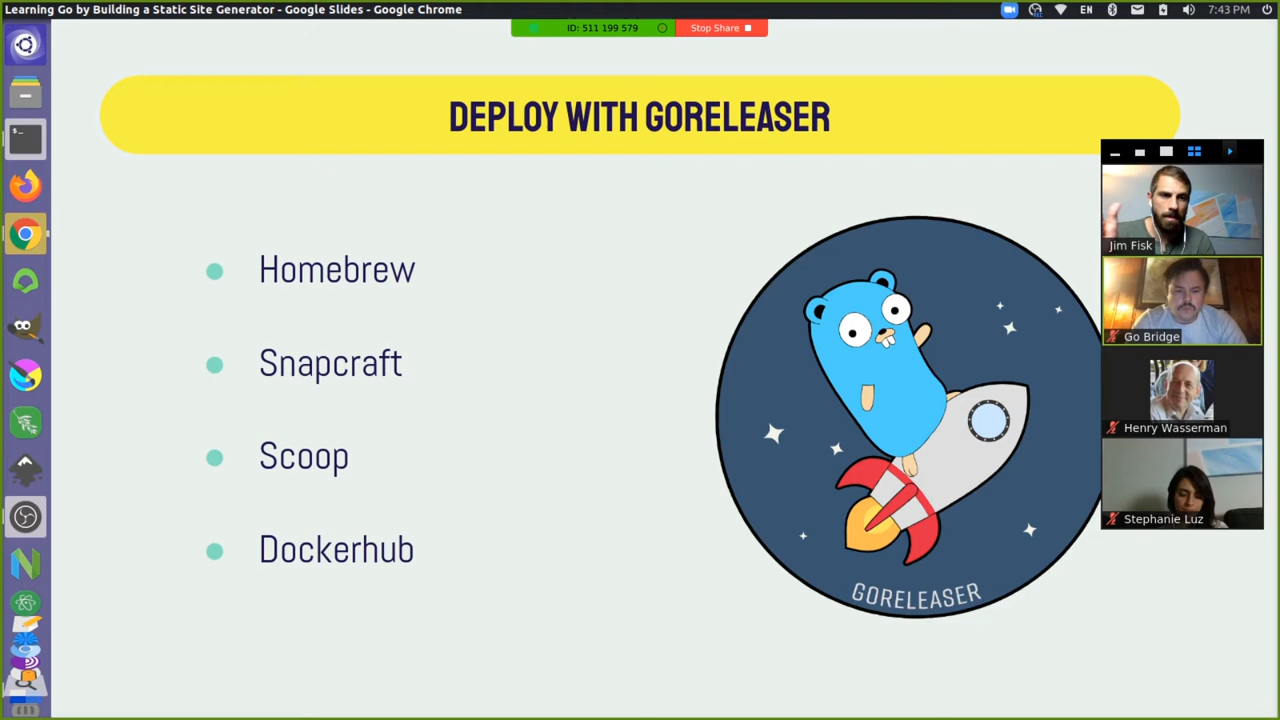 Learning Go by Building a Static Site Generator - Google Slides - Google Chrome
EN
7:43 PM
ID: 511 199 579
Stop Share
DEPLOY WITH GORELEASER
Homebrew
Snapcraft
Scoop
Dockerhub
GORELEASER
Jim Fisk
Go Bridge
Henry Wasserman
Stephanie Luz